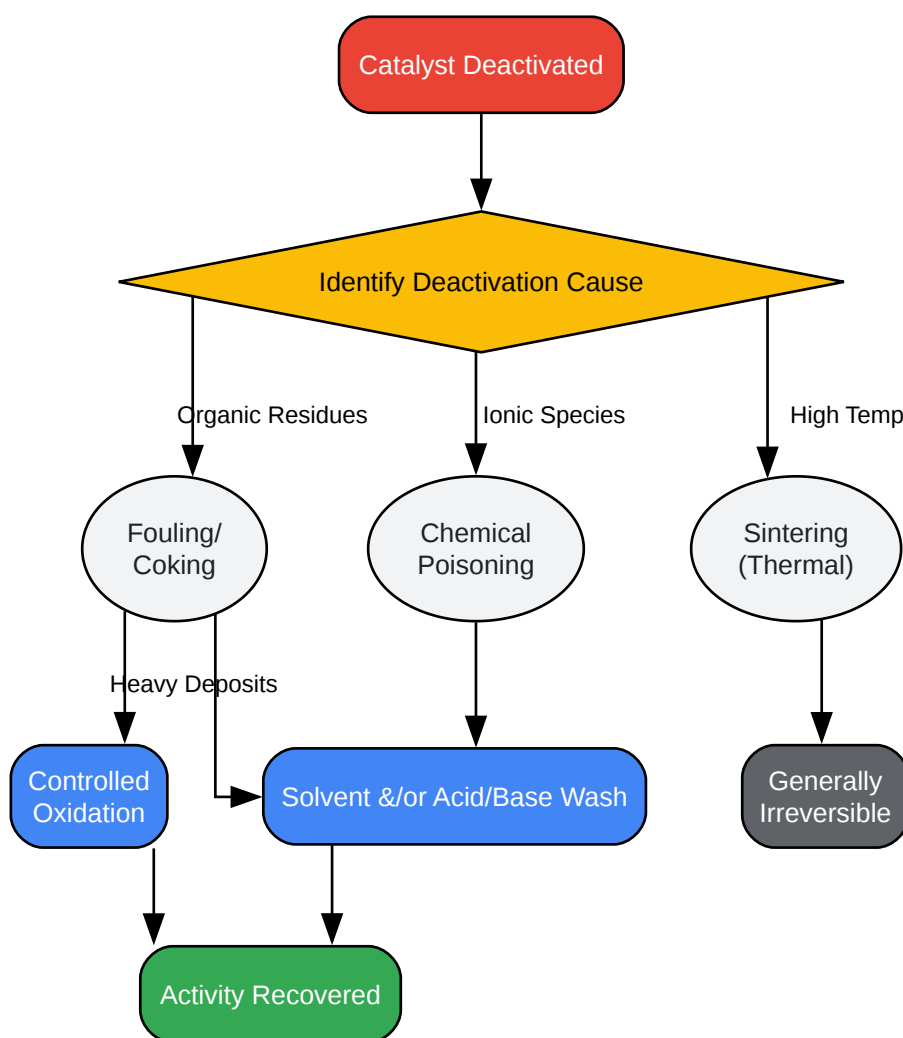 Catalyst Deactivated
Identify Deactivation Cause
Organic Residues
Ionic Species
High Temp
Fouling/
Coking
Chemical
Poisoning
Sintering
(Thermal)
Heavy Deposits
Controlled
Oxidation
Solvent &/or Acid/Base Wash
Generally
Irreversible
Activity Recovered